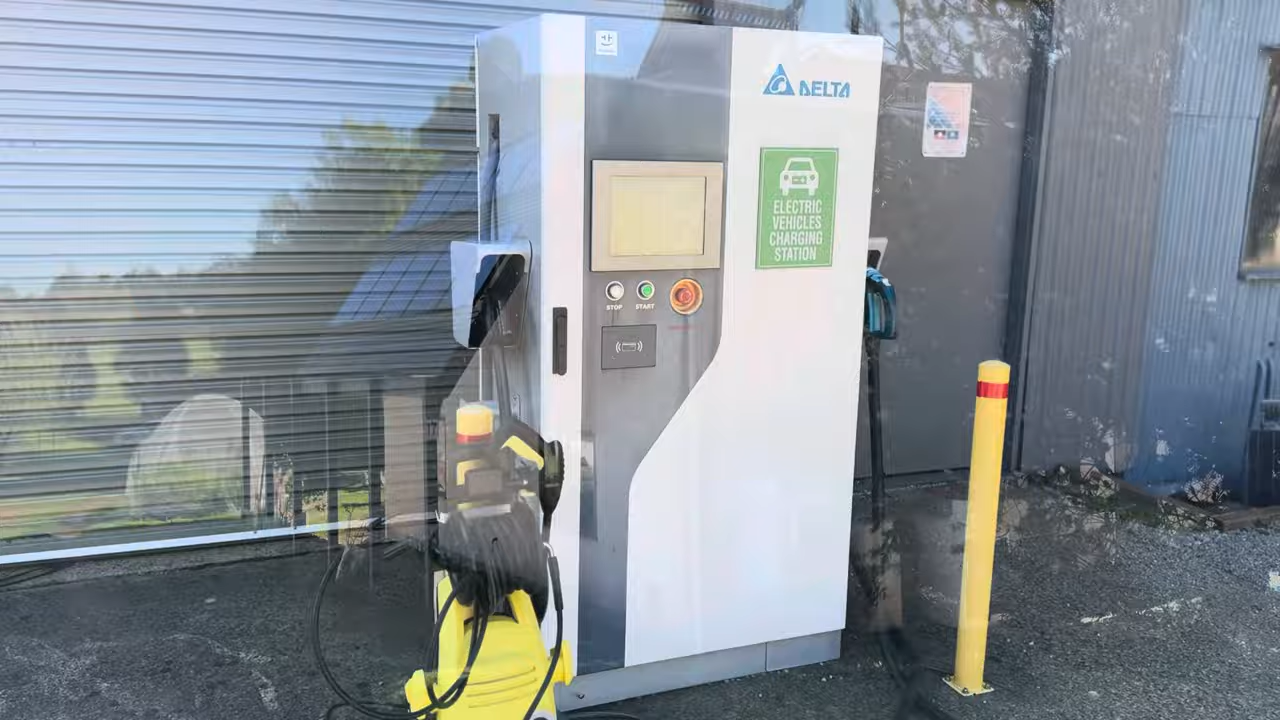 DELTA
ELECTRIC
VEHICLES
CHARGING
STATION
STOP
START